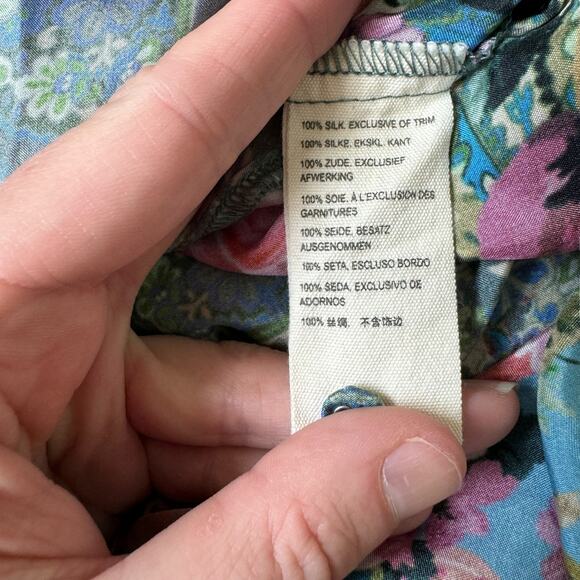 100% SILK. EXCLUSIVE OF TRIM
100% SILKE. EKSKL. KANT
100% ZIJDE. EXCLUSIEF
AFWERKING
100% SOIE. À L'EXCLUSION DES
GARNITURES
100% SEIDE, BESATZ
AUSGENOMMEN
100% SETA, ESCLUSO BORDO
100% SEDA, EXCLUSIVO DE
ADORNOS
100% 丝绸, 不含饰边